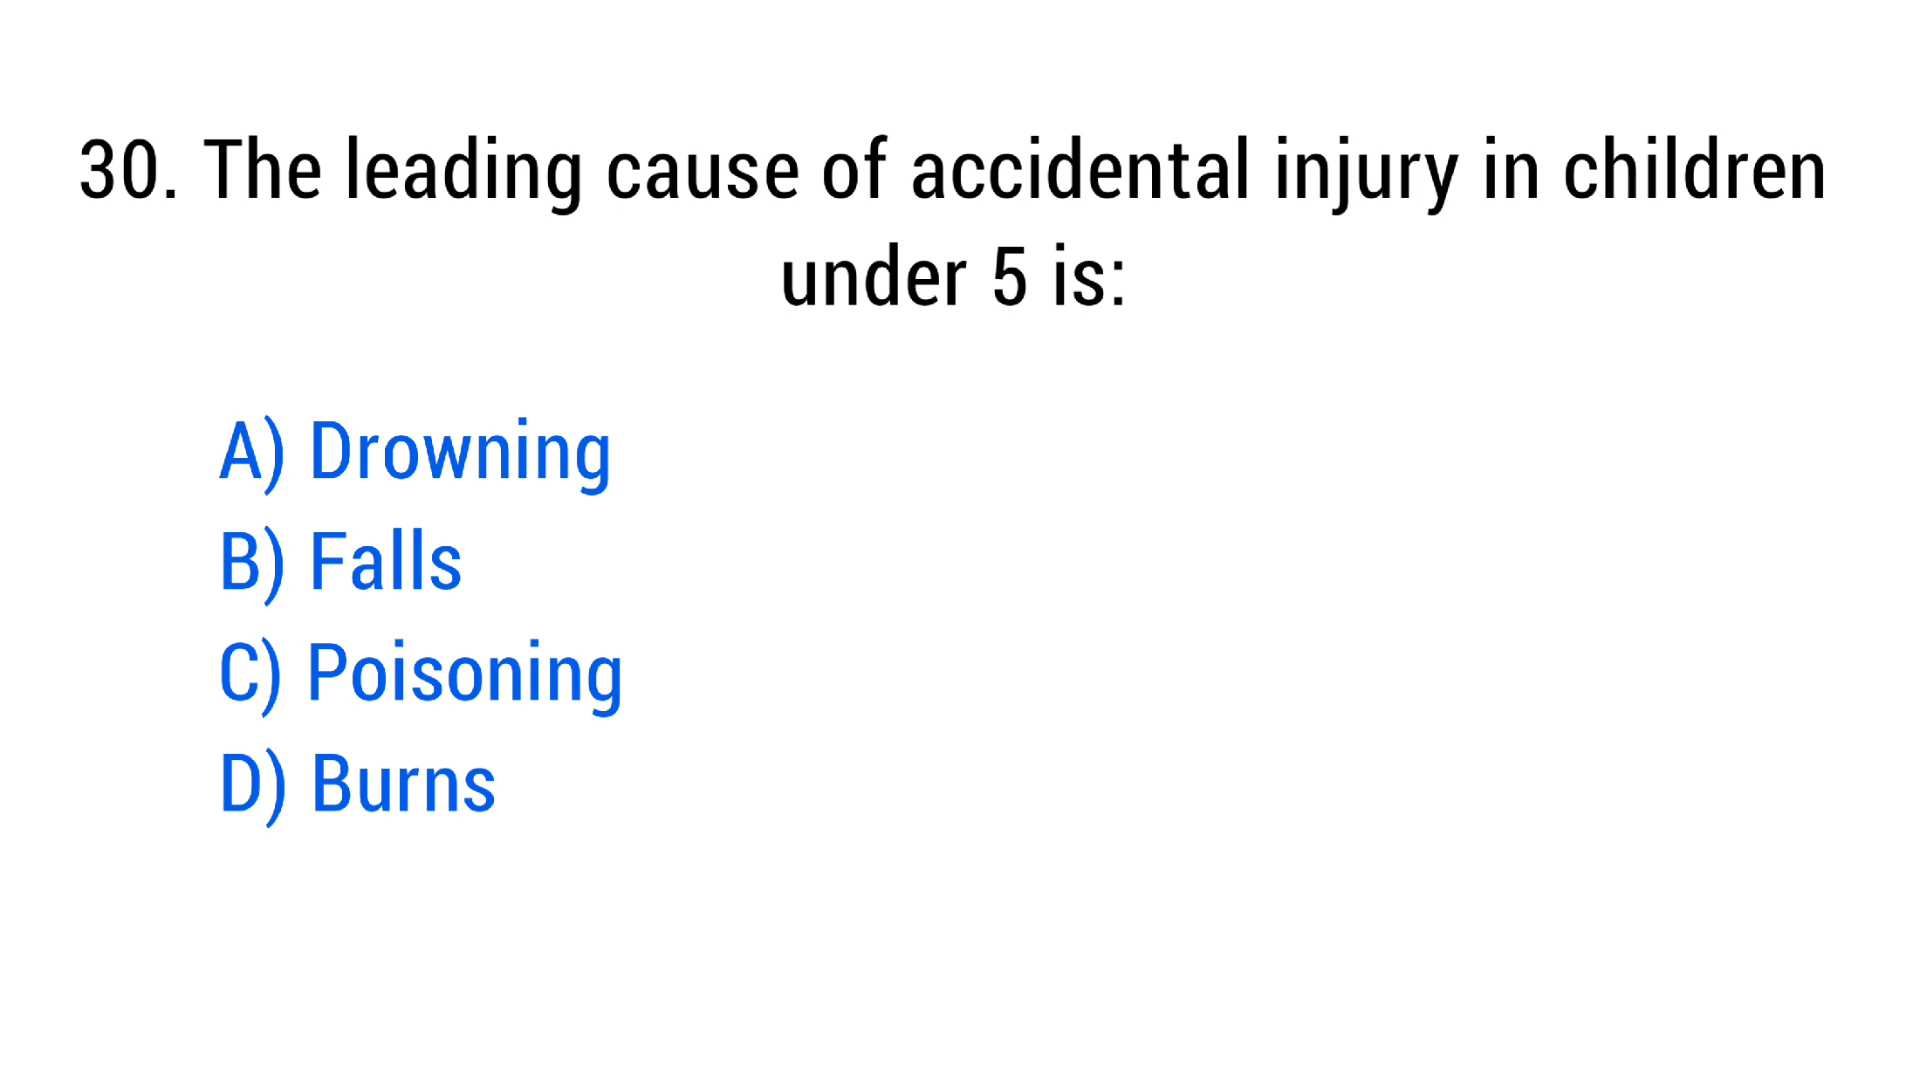 30. The leading cause of accidental injury in children
under 5 is:
A) Drowning
B) Falls
C) Poisoning
D) Burns